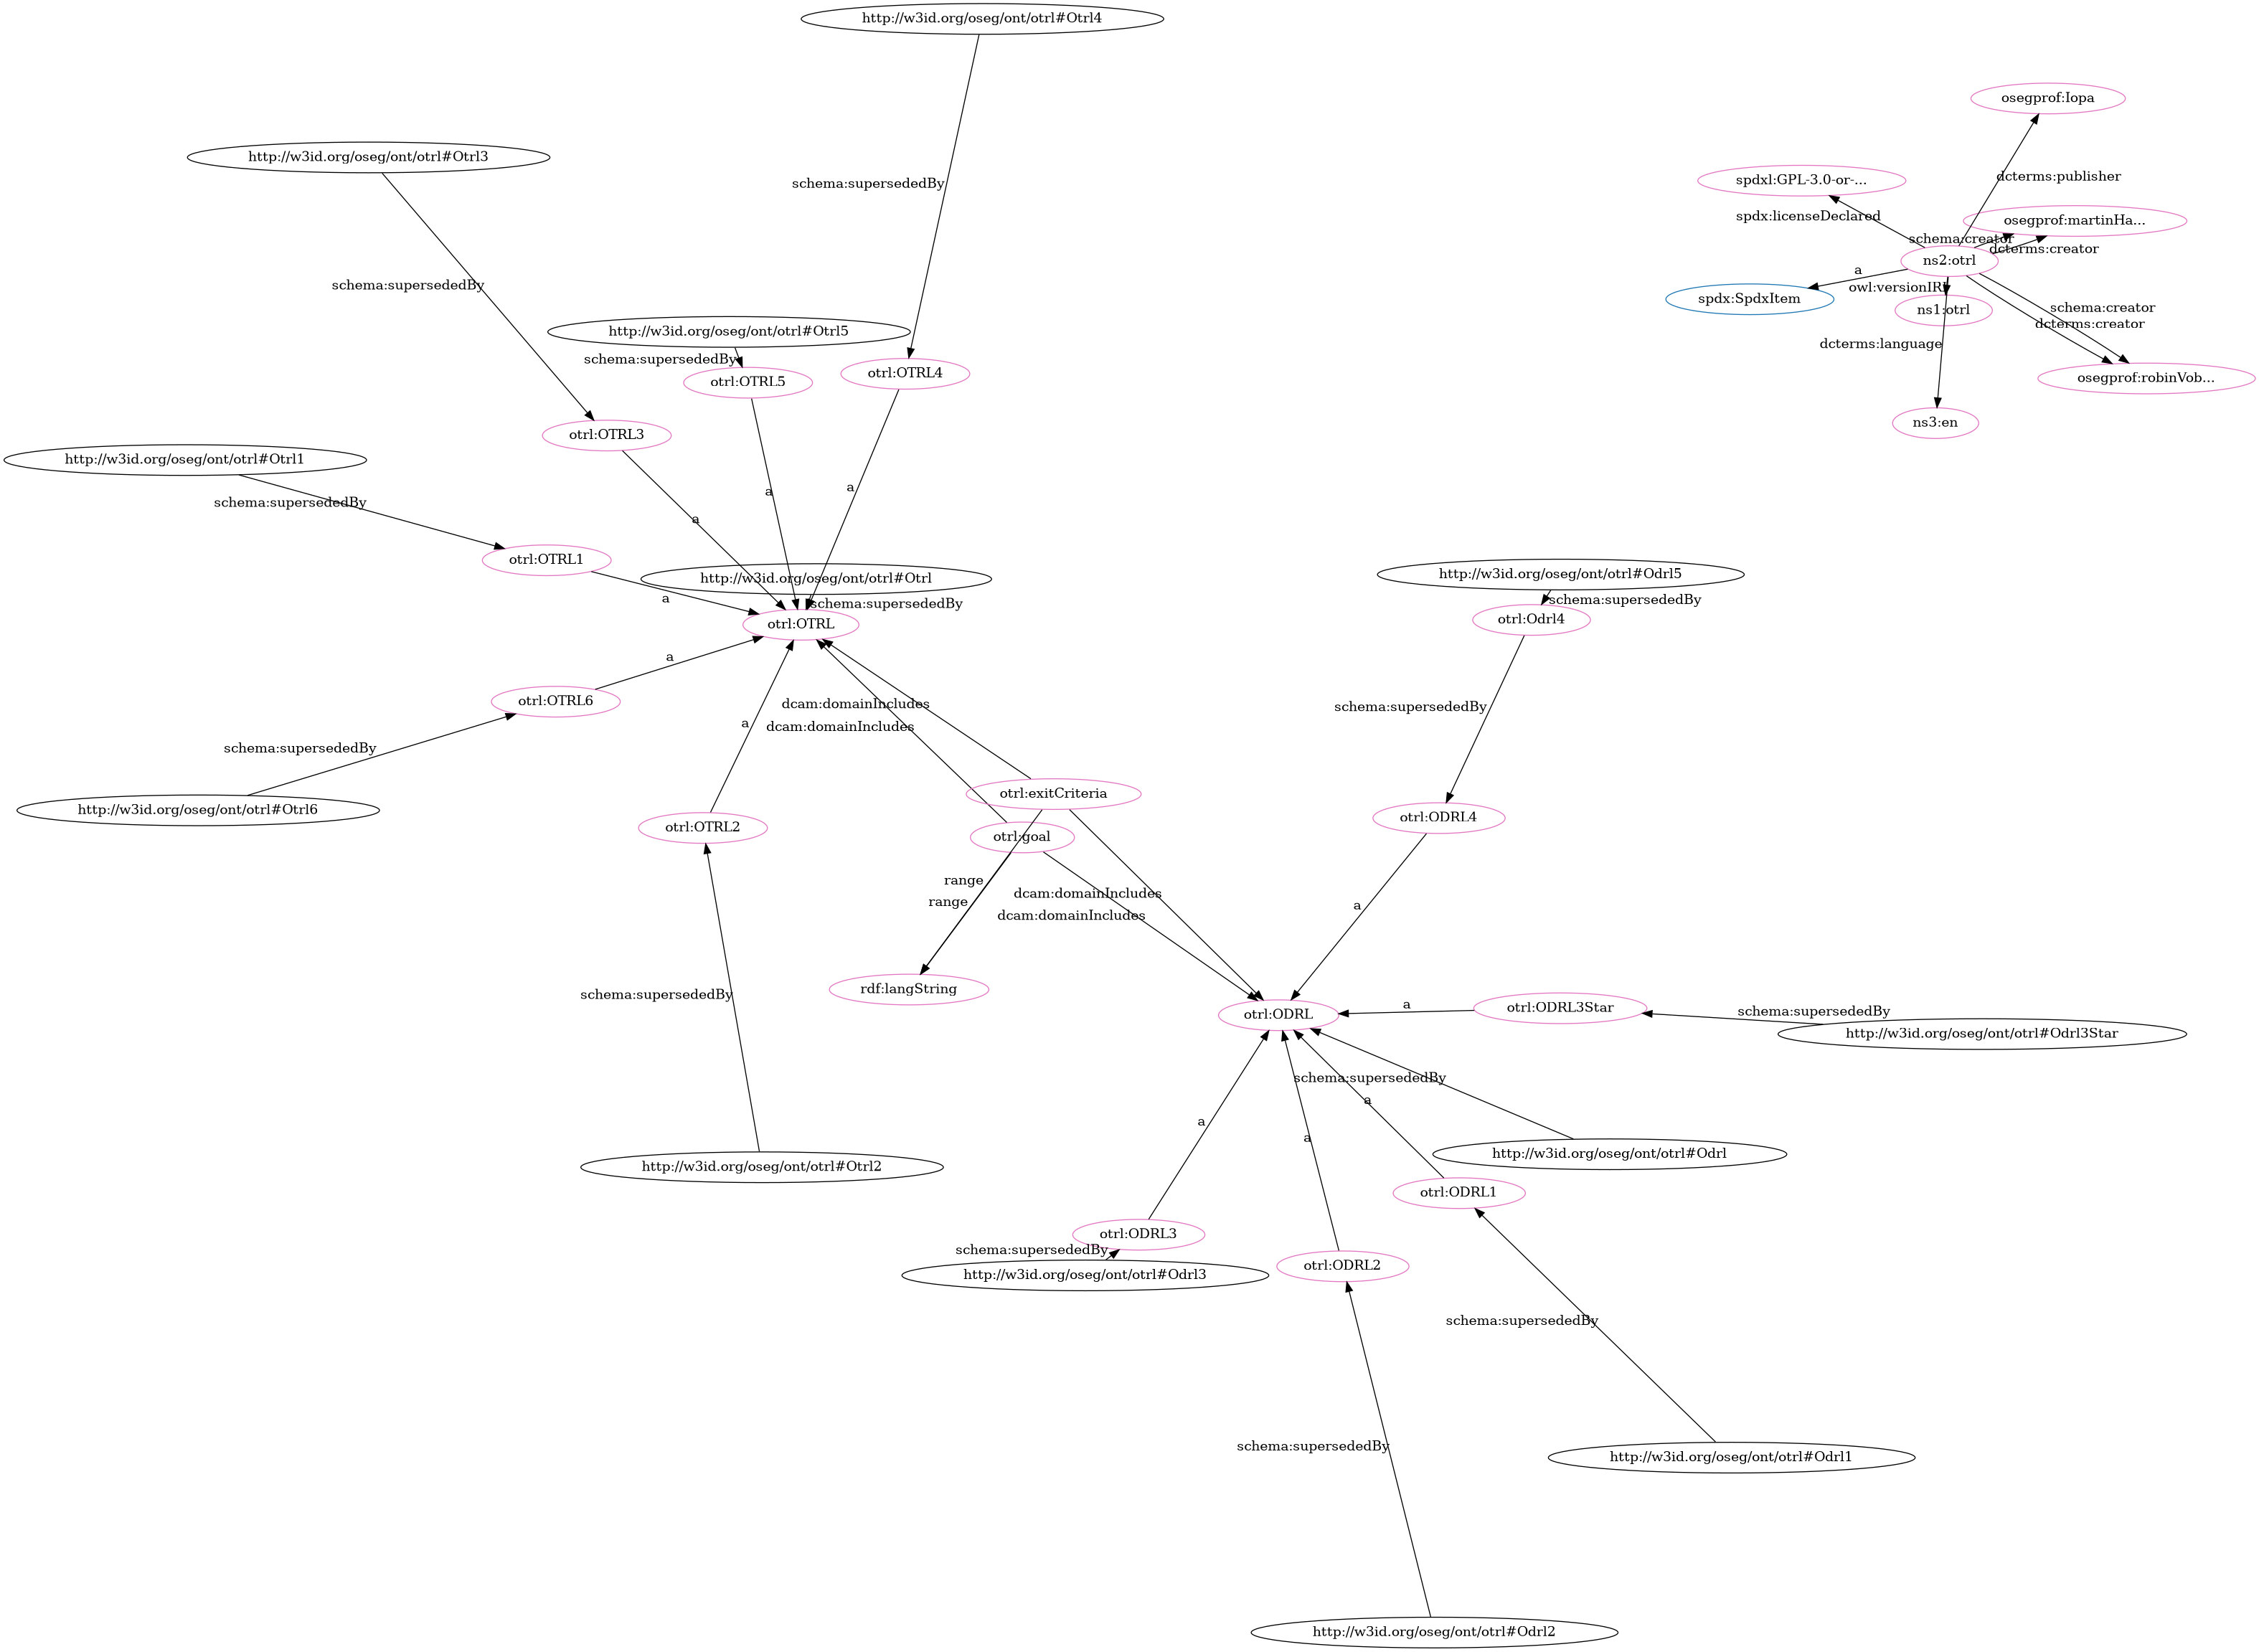 http://w3id.org/oseg/ont/otrl#Otrl4
osegprof:Iopa
http://w3id.org/oseg/ont/otrl#Otrl3
dcterms:publisher
spdxl:GPL-3.0-or-...
schema:supersededBy
spdx:licenseDeclared
osegprof:martinHa...
schema:creator
dcterms:creator
ns2:otrl
a
schema:supersededBy
owl:versionIRI
spdx:SpdxItem
schema:creator
ns1:otrl
dcterms:creator
http://w3id.org/oseg/ont/otrl#Otrl5
dcterms:language
schema:supersededBy
otrl:OTRL4
otrl:OTRL5
osegprof:robinVob...
ns3:en
otrl:OTRL3
http://w3id.org/oseg/ont/otrl#Otrl1
a
a
schema:supersededBy
a
otrl:OTRL1
http://w3id.org/oseg/ont/otrl#Odrl5
http://w3id.org/oseg/ont/otrl#Otrl
a
schema:supersededBy
schema:supersededBy
otrl:Odrl4
otrl:OTRL
a
otrl:OTRL6
dcam:domainIncludes
schema:supersededBy
a
dcam:domainIncludes
schema:supersededBy
otrl:exitCriteria
http://w3id.org/oseg/ont/otrl#Otrl6
otrl:ODRL4
otrl:OTRL2
otrl:goal
range
dcam:domainIncludes
range
a
dcam:domainIncludes
rdf:langString
schema:supersededBy
a
otrl:ODRL3Star
schema:supersededBy
otrl:ODRL
http://w3id.org/oseg/ont/otrl#Odrl3Star
schema:supersededBy
a
a
a
http://w3id.org/oseg/ont/otrl#Odrl
http://w3id.org/oseg/ont/otrl#Otrl2
otrl:ODRL1
otrl:ODRL3
schema:supersededBy
otrl:ODRL2
http://w3id.org/oseg/ont/otrl#Odrl3
schema:supersededBy
schema:supersededBy
http://w3id.org/oseg/ont/otrl#Odrl1
http://w3id.org/oseg/ont/otrl#Odrl2